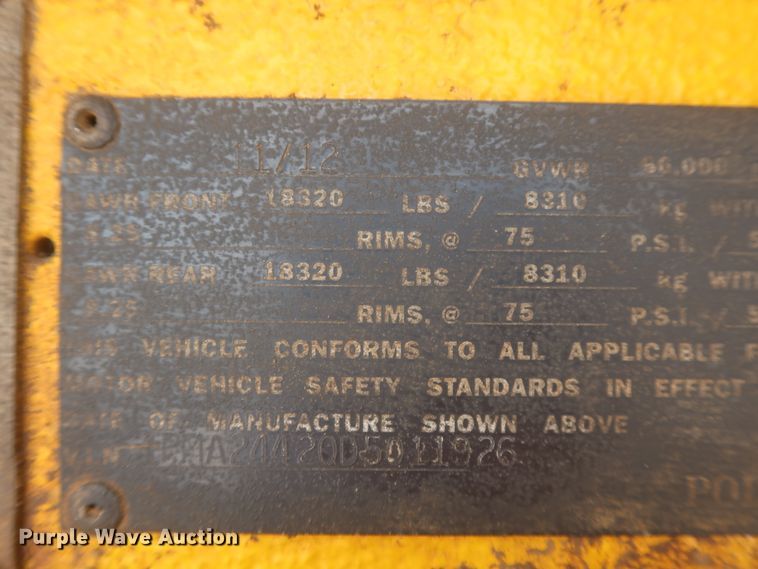 DATE 11/12 GVWR
GAWR FRONT 18320 LBS / 8310 kg WITH
RIMS, @ 75 P.S.I. /
GAWR REAR 18320 LBS / 8310 kg WITH
RIMS, @ 75 P.S.I. /
THIS VEHICLE CONFORMS TO ALL APPLICABLE F
MOTOR VEHICLE SAFETY STANDARDS IN EFFECT
DATE OF MANUFACTURE SHOWN ABOVE
VIN
Purple Wave Auction